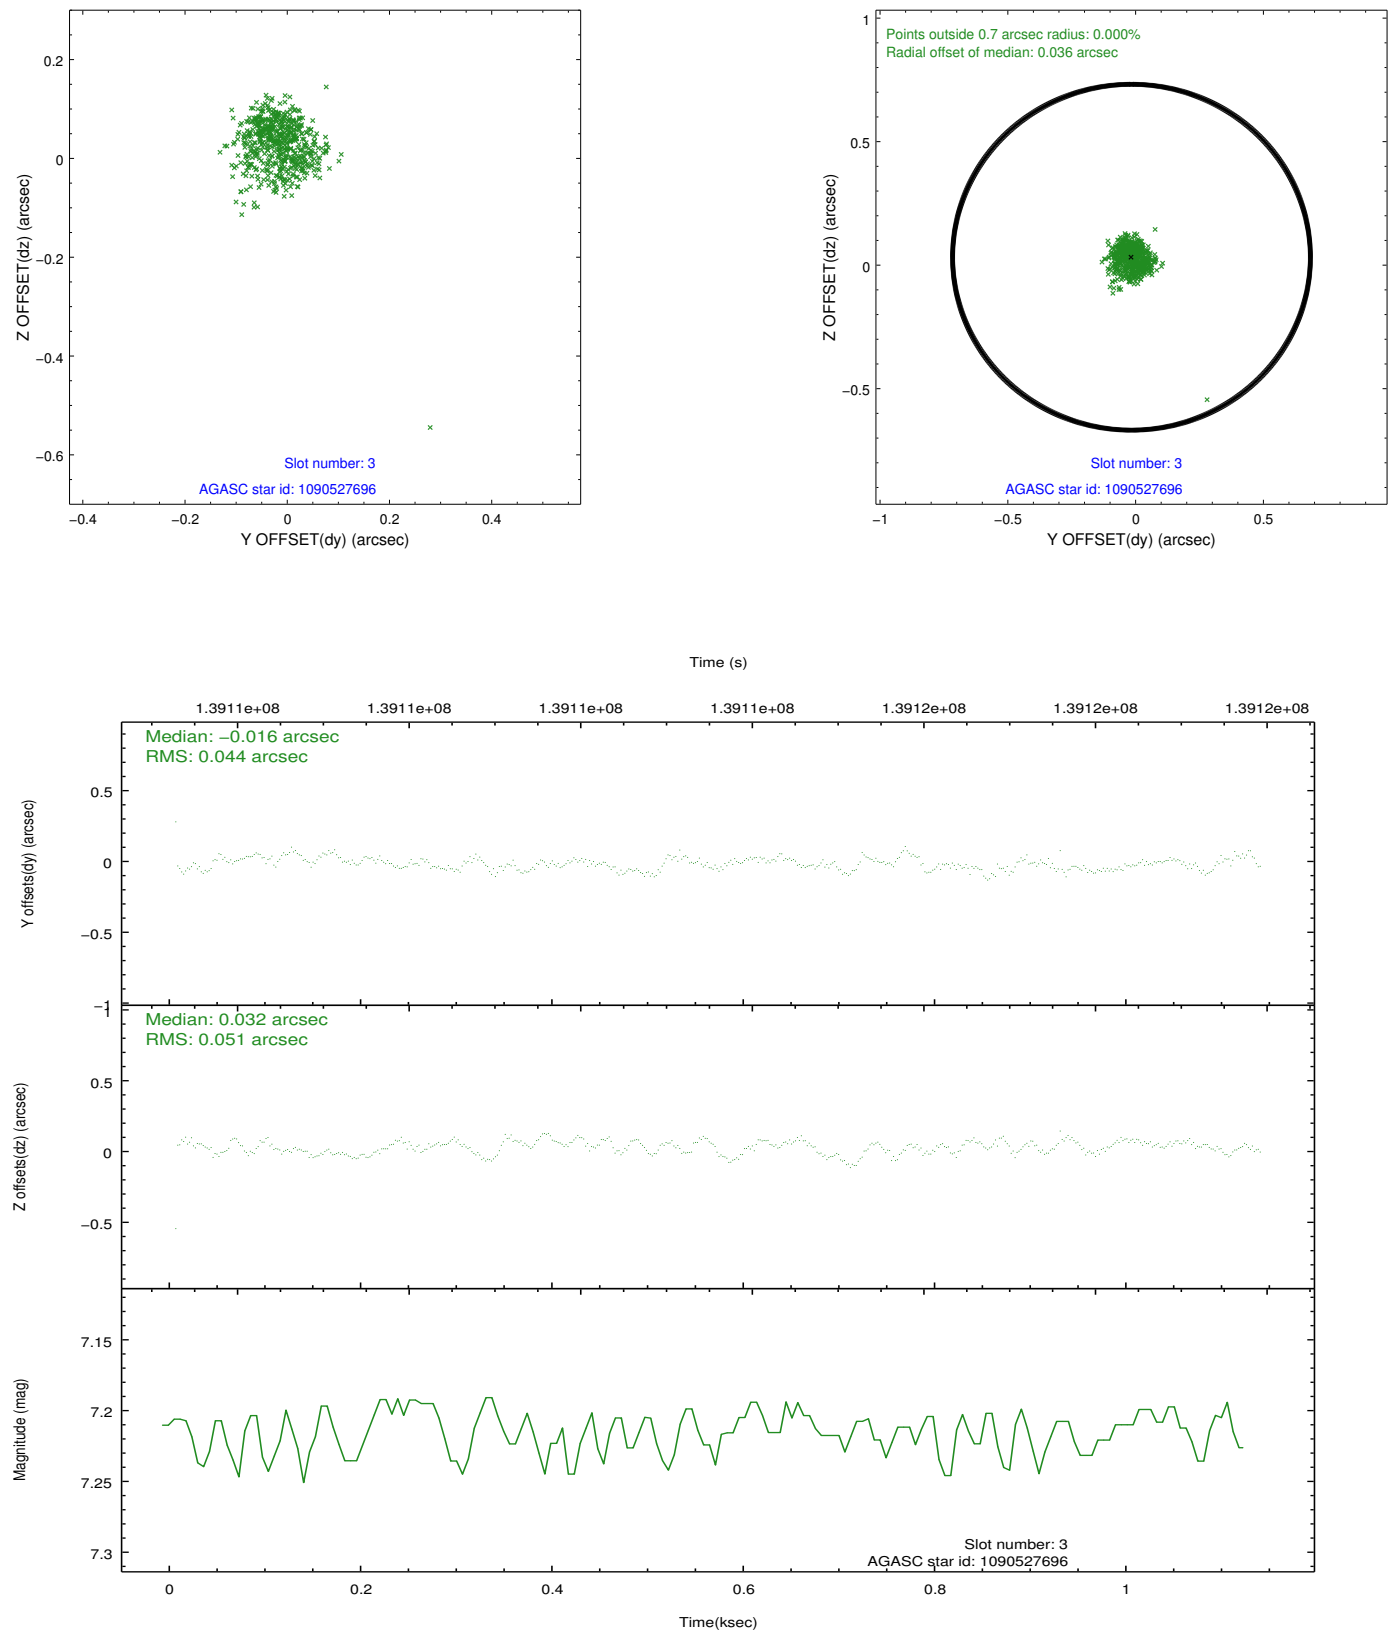 0.2
0
−0.2
−0.4
−0.6
Z OFFSET(dz) (arcsec)
Slot number: 3
AGASC star id: 1090527696
−0.4
−0.2
0
0.2
0.4
Y OFFSET(dy) (arcsec)
Points outside 0.7 arcsec radius: 0.000%
Radial offset of median: 0.036 arcsec
1
0.5
0
−0.5
Z OFFSET(dz) (arcsec)
Slot number: 3
AGASC star id: 1090527696
−1
−0.5
0
0.5
Y OFFSET(dy) (arcsec)
Time (s)
1.3911e+08
1.3911e+08
1.3911e+08
1.3911e+08
1.3912e+08
1.3912e+08
1.3912e+08
Median: −0.016 arcsec
RMS: 0.044 arcsec
0.5
0
−0.5
−1
Y offsets(dy) (arcsec)
Median: 0.032 arcsec
RMS: 0.051 arcsec
1
0.5
0
−0.5
Z offsets(dz) (arcsec)
7.15
7.2
7.25
7.3
Magnitude (mag)
Slot number: 3
AGASC star id: 1090527696
0
0.2
0.4
0.6
0.8
1
Time(ksec)